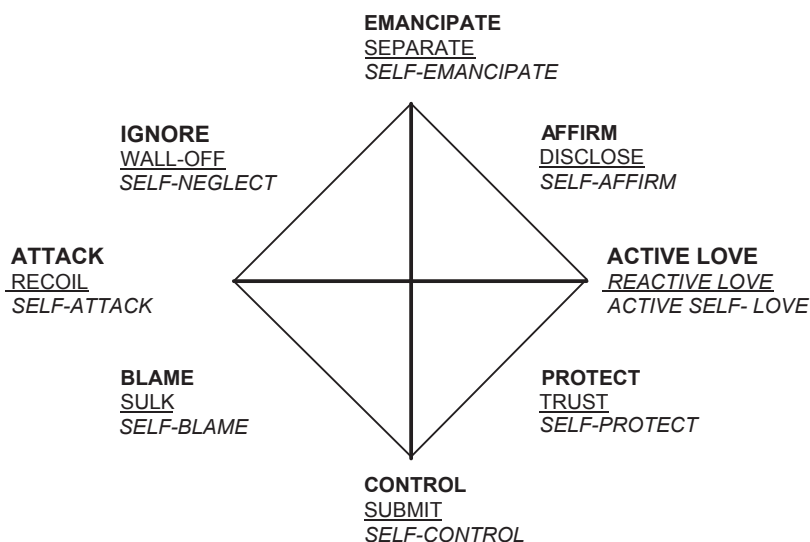 EMANCIPATE
SEPARATE
SELF-EMANCIPATE
IGNORE
WALL-OFF
SELF-NEGLECT
AFFIRM
DISCLOSE
SELF-AFFIRM
ATTACK
RECOIL
SELF-ATTACK
ACTIVE LOVE
REACTIVE LOVE
ACTIVE SELF- LOVE
BLAME
SULK
SELF-BLAME
PROTECT
TRUST
SELF-PROTECT
CONTROL
SUBMIT
SELF-CONTROL